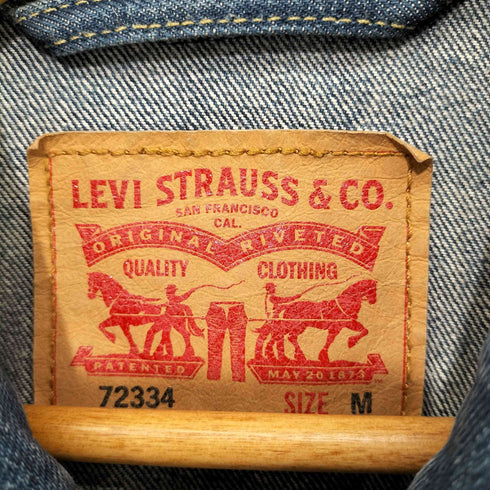 LEVI STRAUSS & CO.
SAN FRANCISCO
CAL.
ORIGINAL RIVETED
QUALITY CLOTHING
PATENTED MAY 20 1873
72334 SIZE M